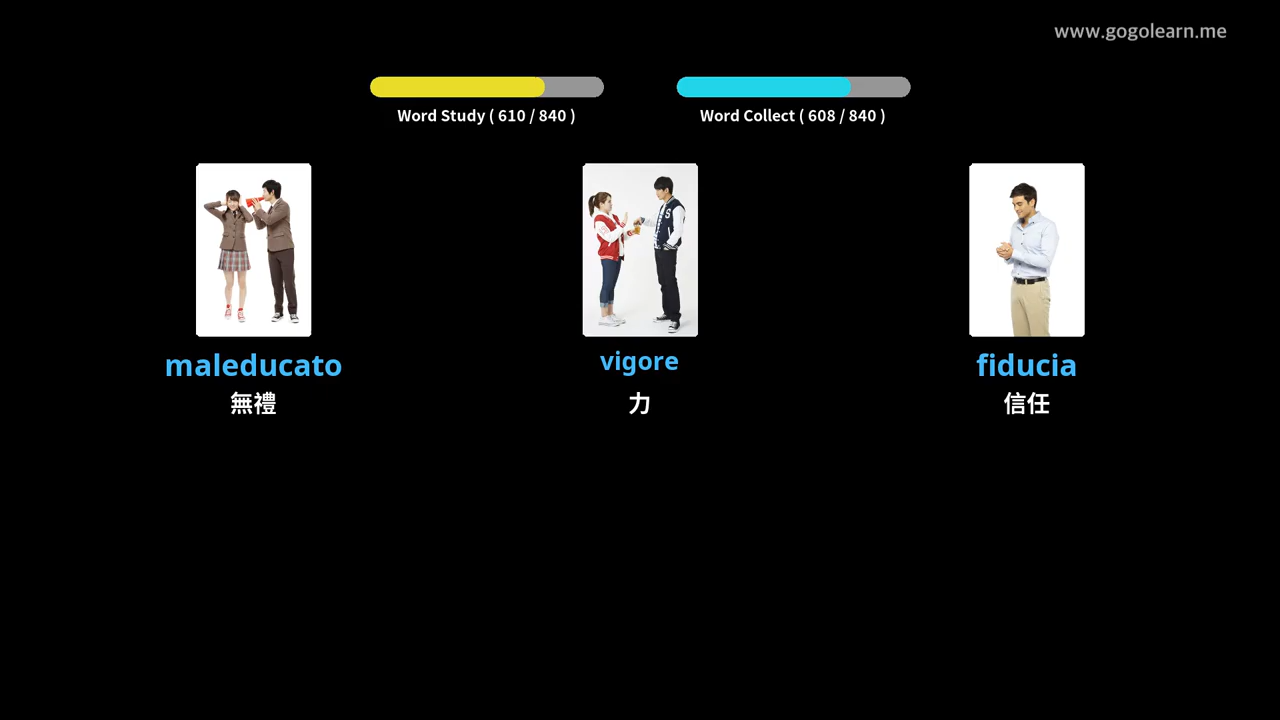 www.gogolearn.me
Word Study ( 610 / 840 )
Word Collect ( 608 / 840 )
maleducato
無禮
vigore
力
fiducia
信任